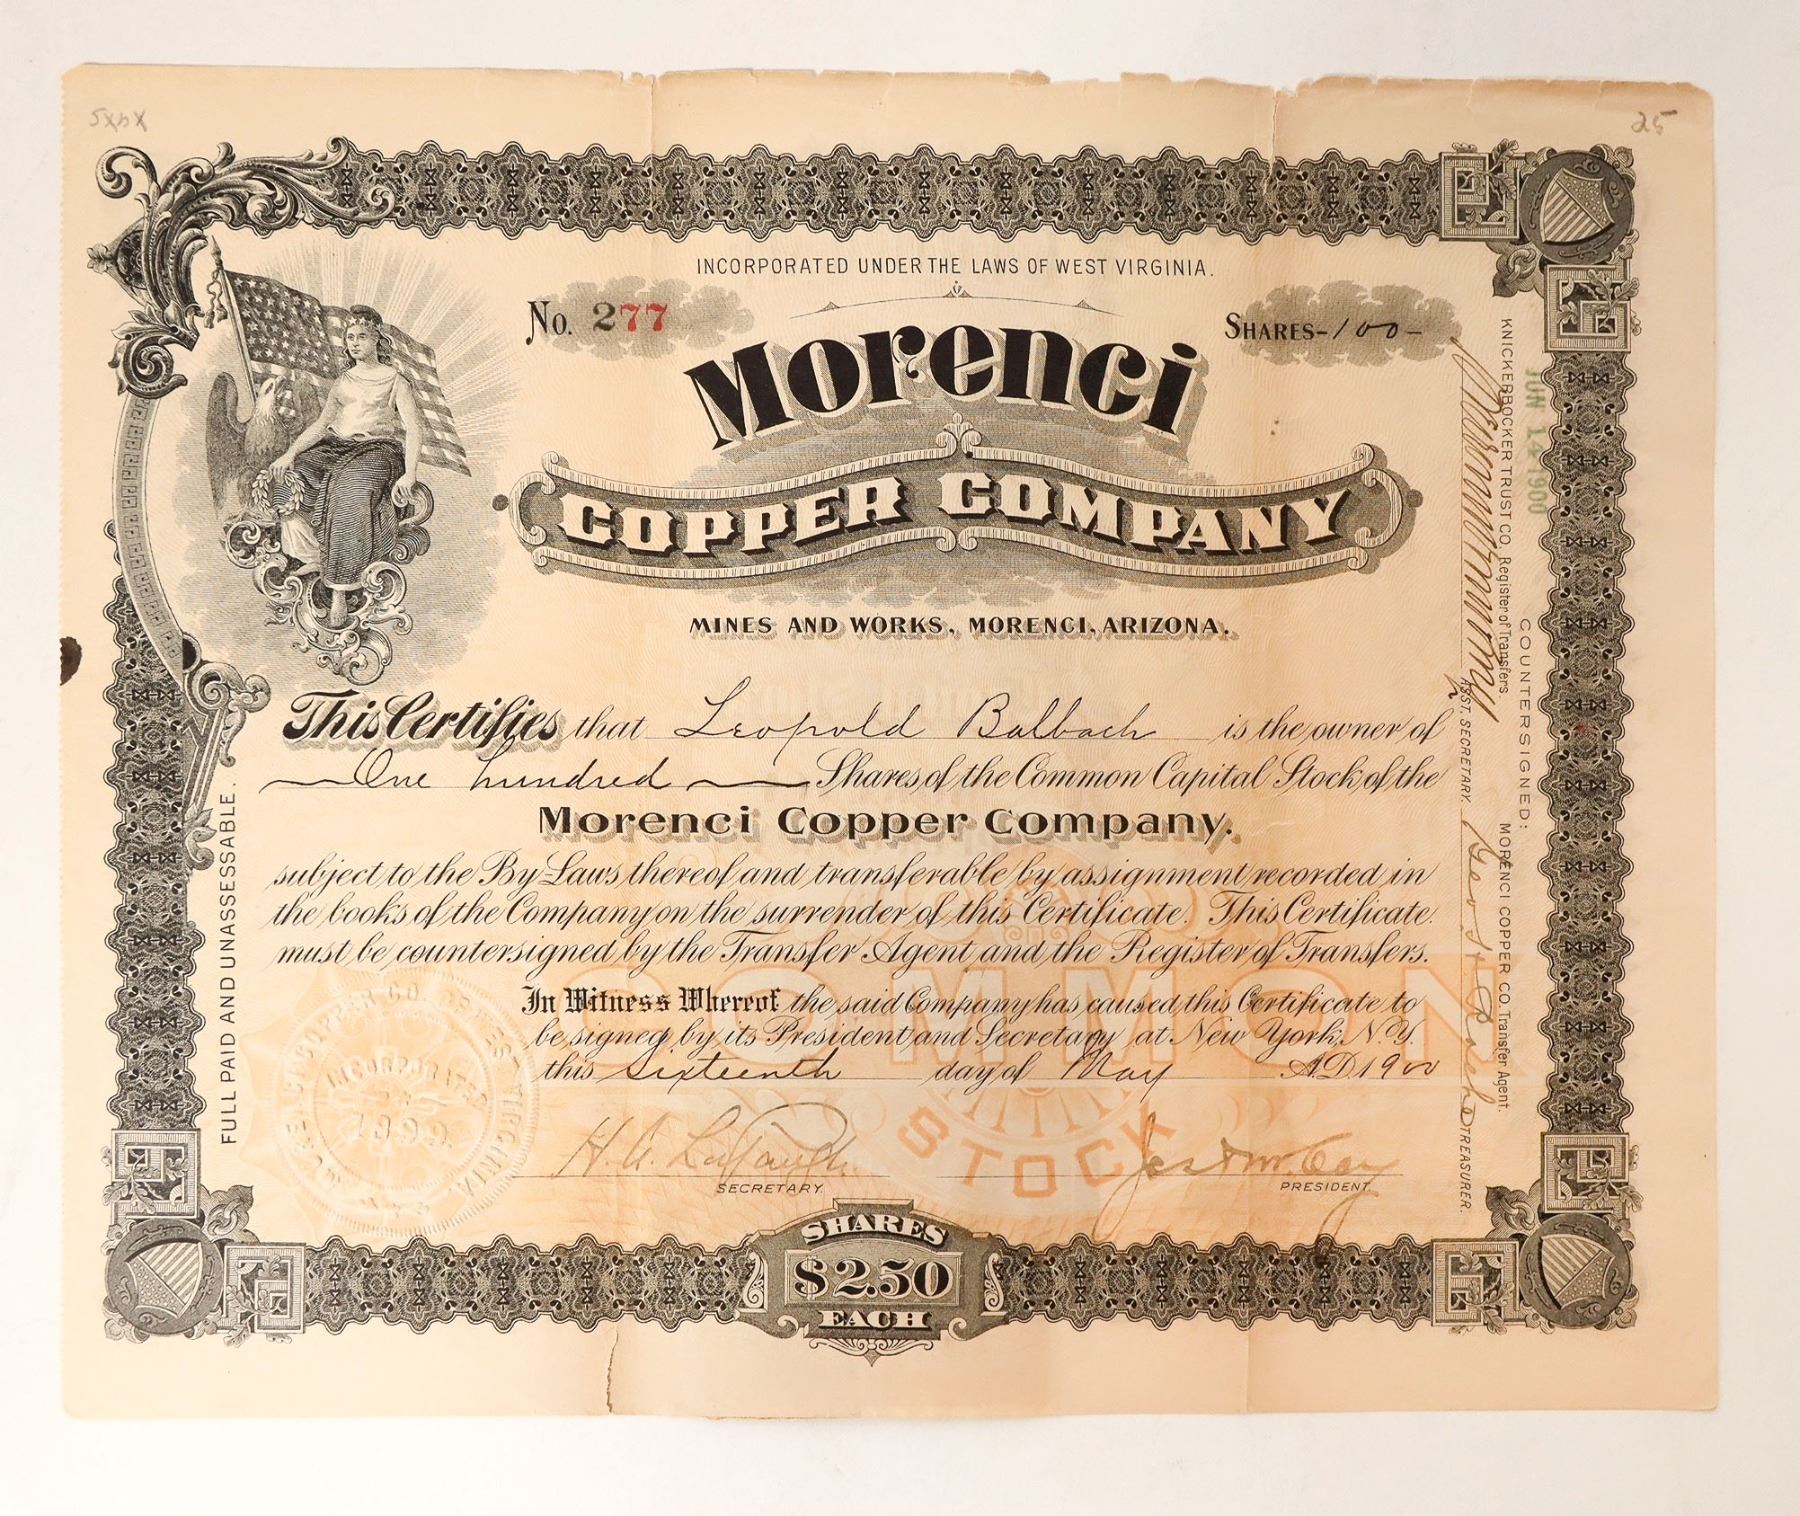 25
INCORPORATED UNDER THE LAWS OF WEST VIRGINIA.
No. 277
SHARES -100-
Morenci
COPPER COMPANY
MINES AND WORKS, MORENCI, ARIZONA.
This Certifies that Leopold Balbach is the owner of
One hundred Shares of the Common Capital Stock of the
Morenci Copper Company.
subject to the By Laws thereof and transferable by assignment recorded in
the books of the Company on the surrender of this Certificate. This Certificate
must be countersigned by the Transfer Agent and the Register of Transfers.
In Witness Whereof the said Company has caused this Certificate to
be signed by its President and Secretary at New York, N.Y.
this sixteenth day of May A.D. 1900
COMMON
STOCK
H. A.
SECRETARY.
PRESIDENT.
SHARES
$2.50
EACH
FULL PAID AND UNASSESSABLE.
MORENCI COPPER CO. OF WEST VIRGINIA
INCORPORATED
1899
COUNTERSIGNED:
KNICKERBOCKER TRUST CO. Register of Transfers.
ASST. SECRETARY.
MORENCI COPPER CO. Transfer Agent.
TREASURER.
JUN 14 1900